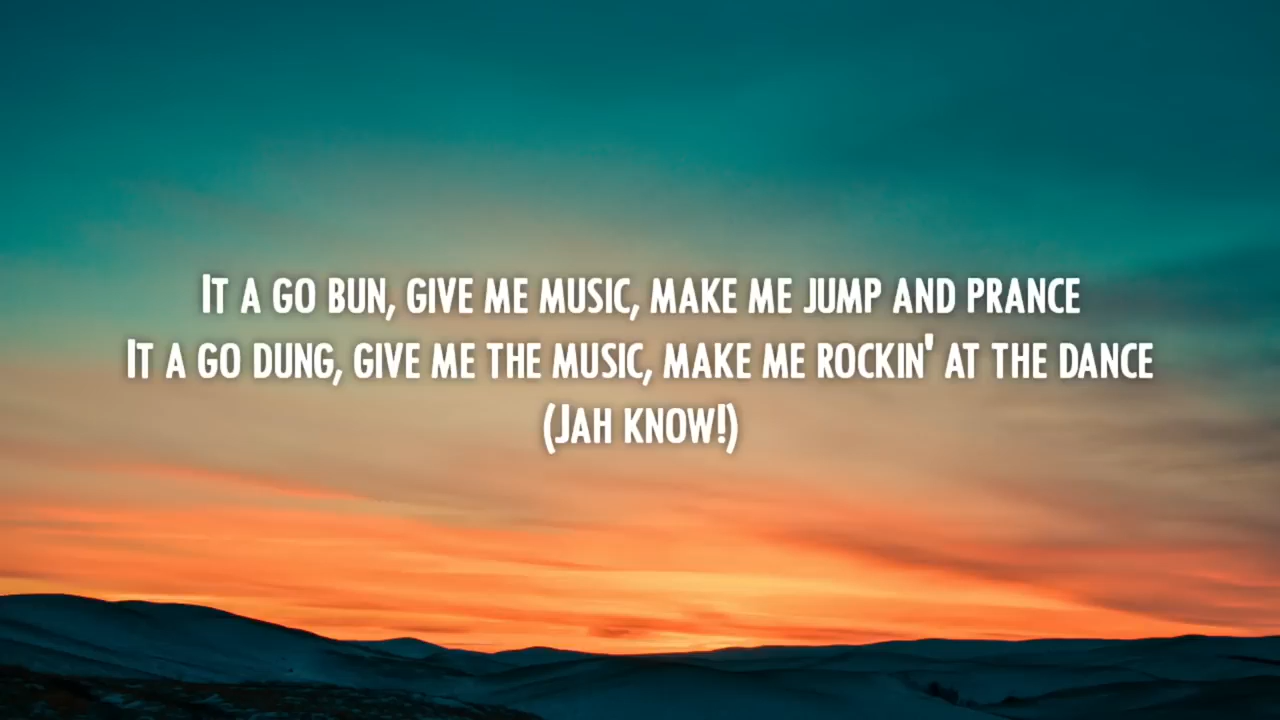 It a go bun, give me music, make me jump and prance
It a go dung, give me the music, make me rockin' at the dance
(Jah know!)